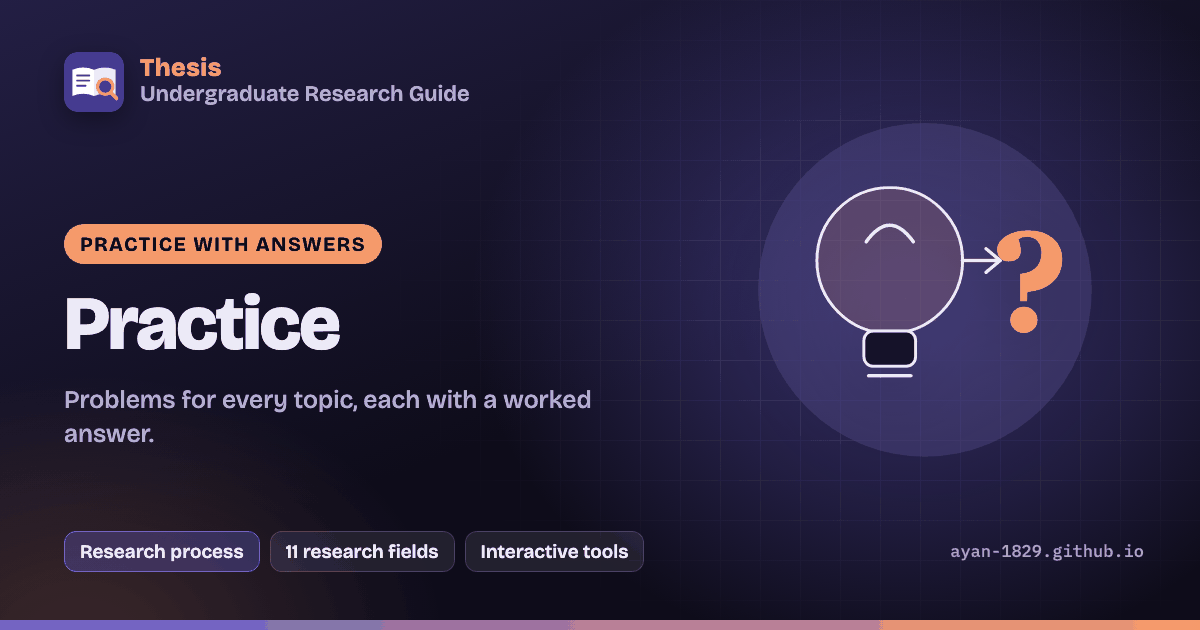 Thesis
Undergraduate Research Guide
PRACTICE WITH ANSWERS
Practice
Problems for every topic, each with a worked
answer.
?
Research process
11 research fields
Interactive tools
ayan-1829.github.io